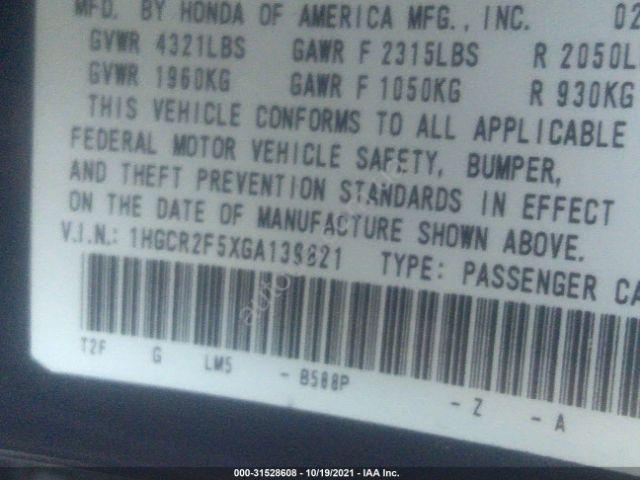 MFD. BY HONDA OF AMERICA MFG., INC. 02
GVWR 4321LBS GAWR F 2315LBS R 2050L
GVWR 1960KG GAWR F 1050KG R 930KG
THIS VEHICLE CONFORMS TO ALL APPLICABLE
FEDERAL MOTOR VEHICLE SAFETY, BUMPER,
AND THEFT PREVENTION STANDARDS IN EFFECT
ON THE DATE OF MANUFACTURE SHOWN ABOVE.
V.I.N.: TYPE: PASSENGER CA
T2F G LM5 - B588P - Z - A
000-31528608 - 10/19/2021 - IAA Inc.